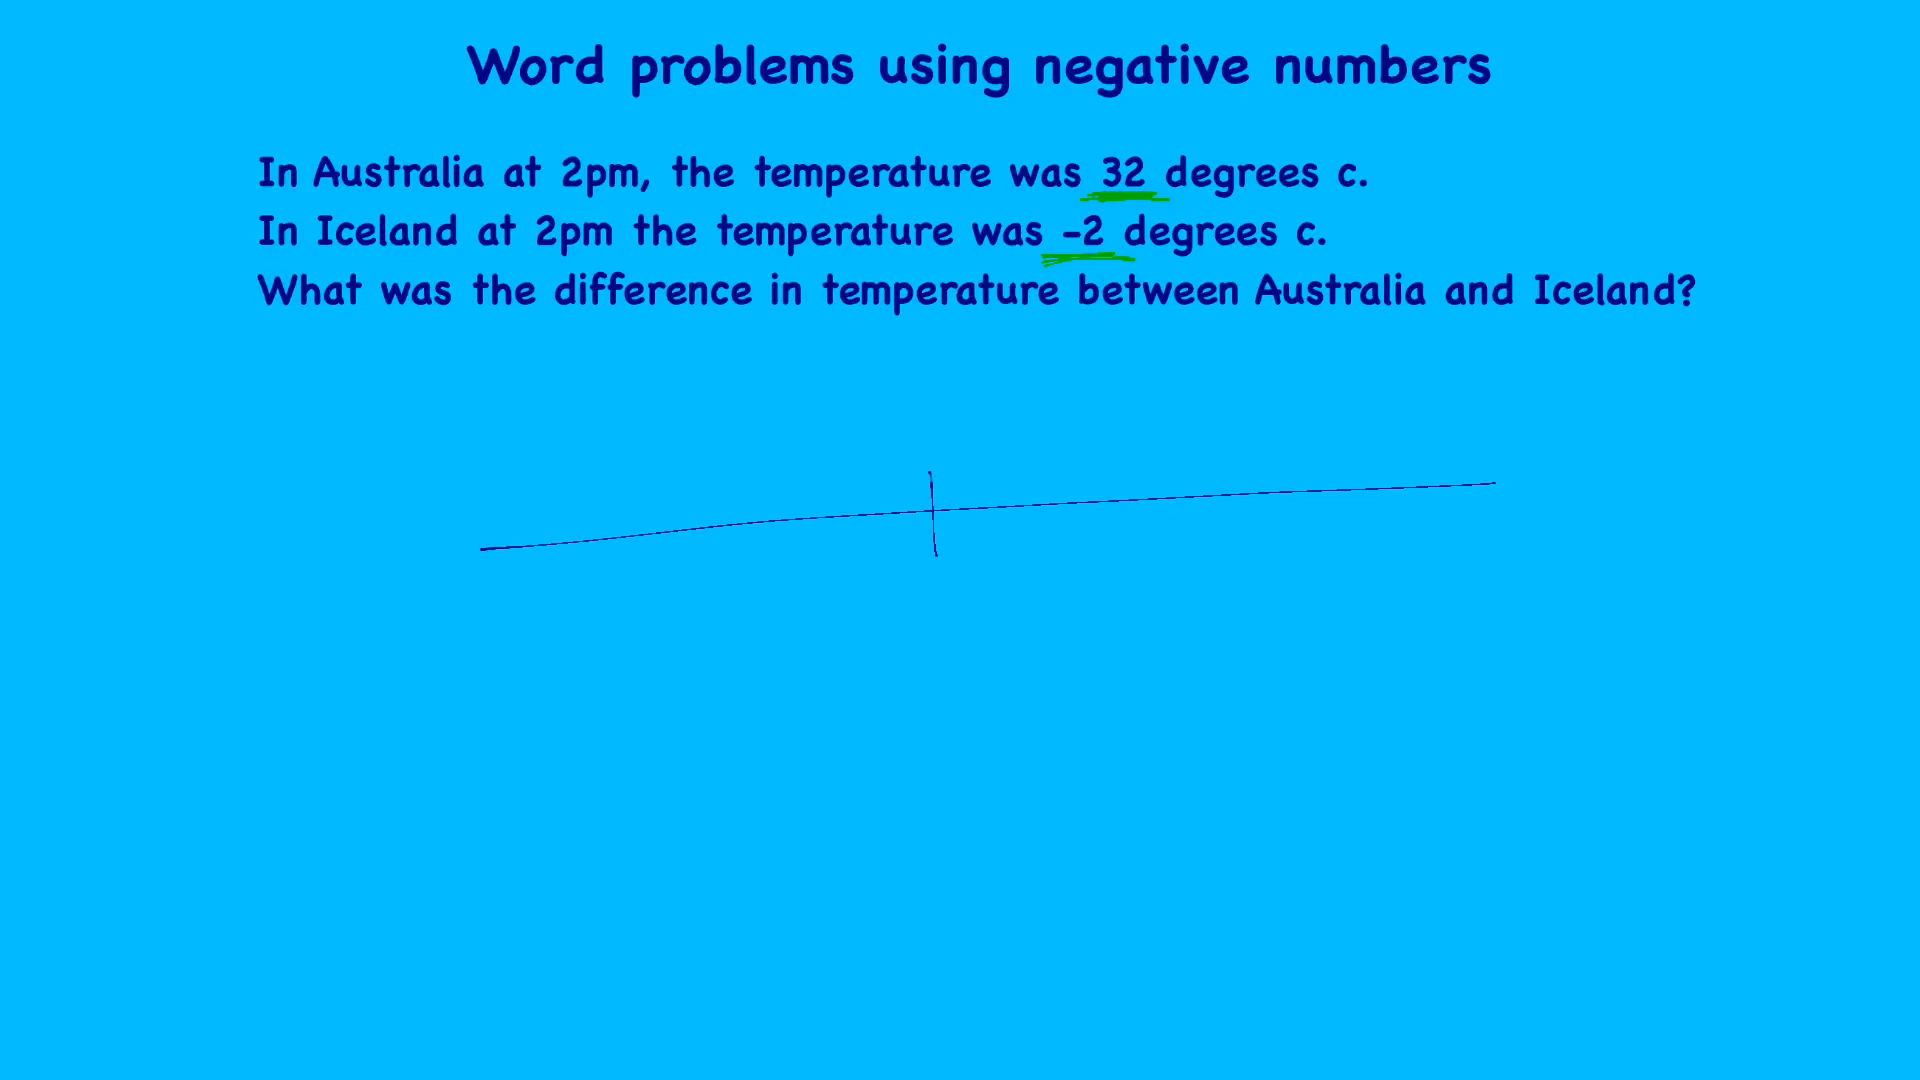 Word problems using negative numbers
In Australia at 2pm, the temperature was 32 degrees c.
In Iceland at 2pm the temperature was -2 degrees c.
What was the difference in temperature between Australia and Iceland?